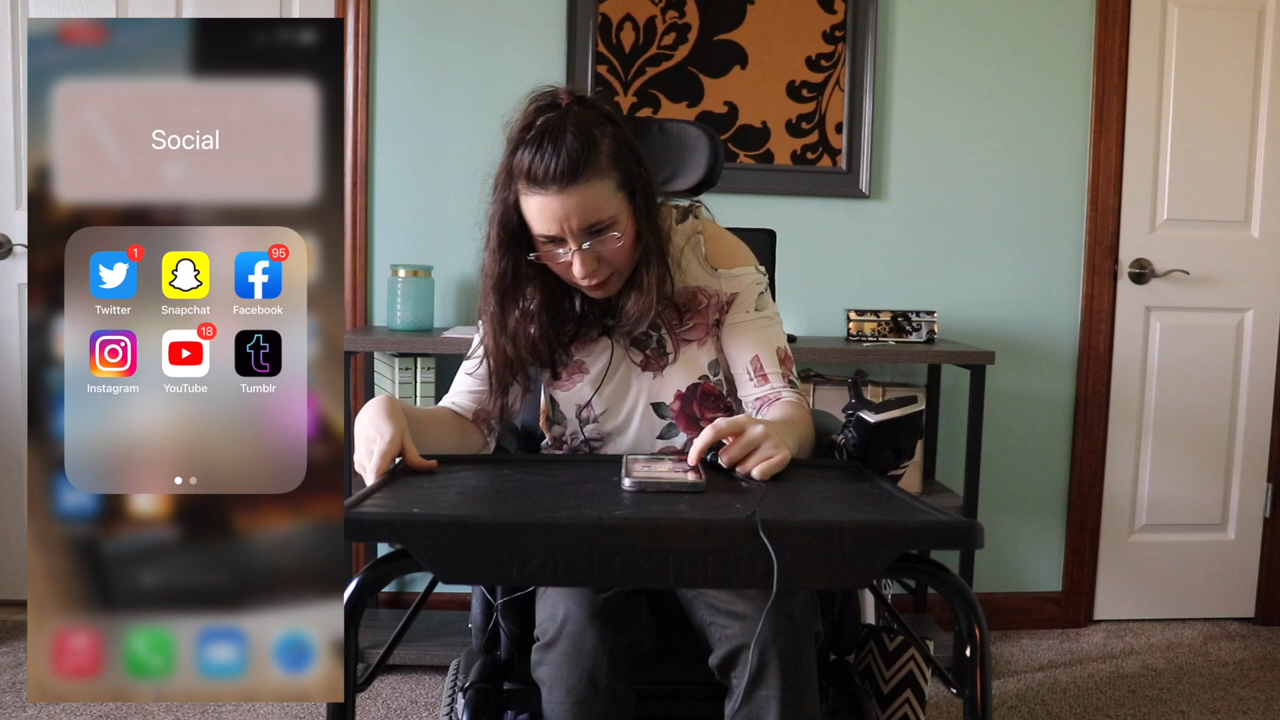 Social
1
95
Twitter
Snapchat
Facebook
18
Instagram
YouTube
Tumblr